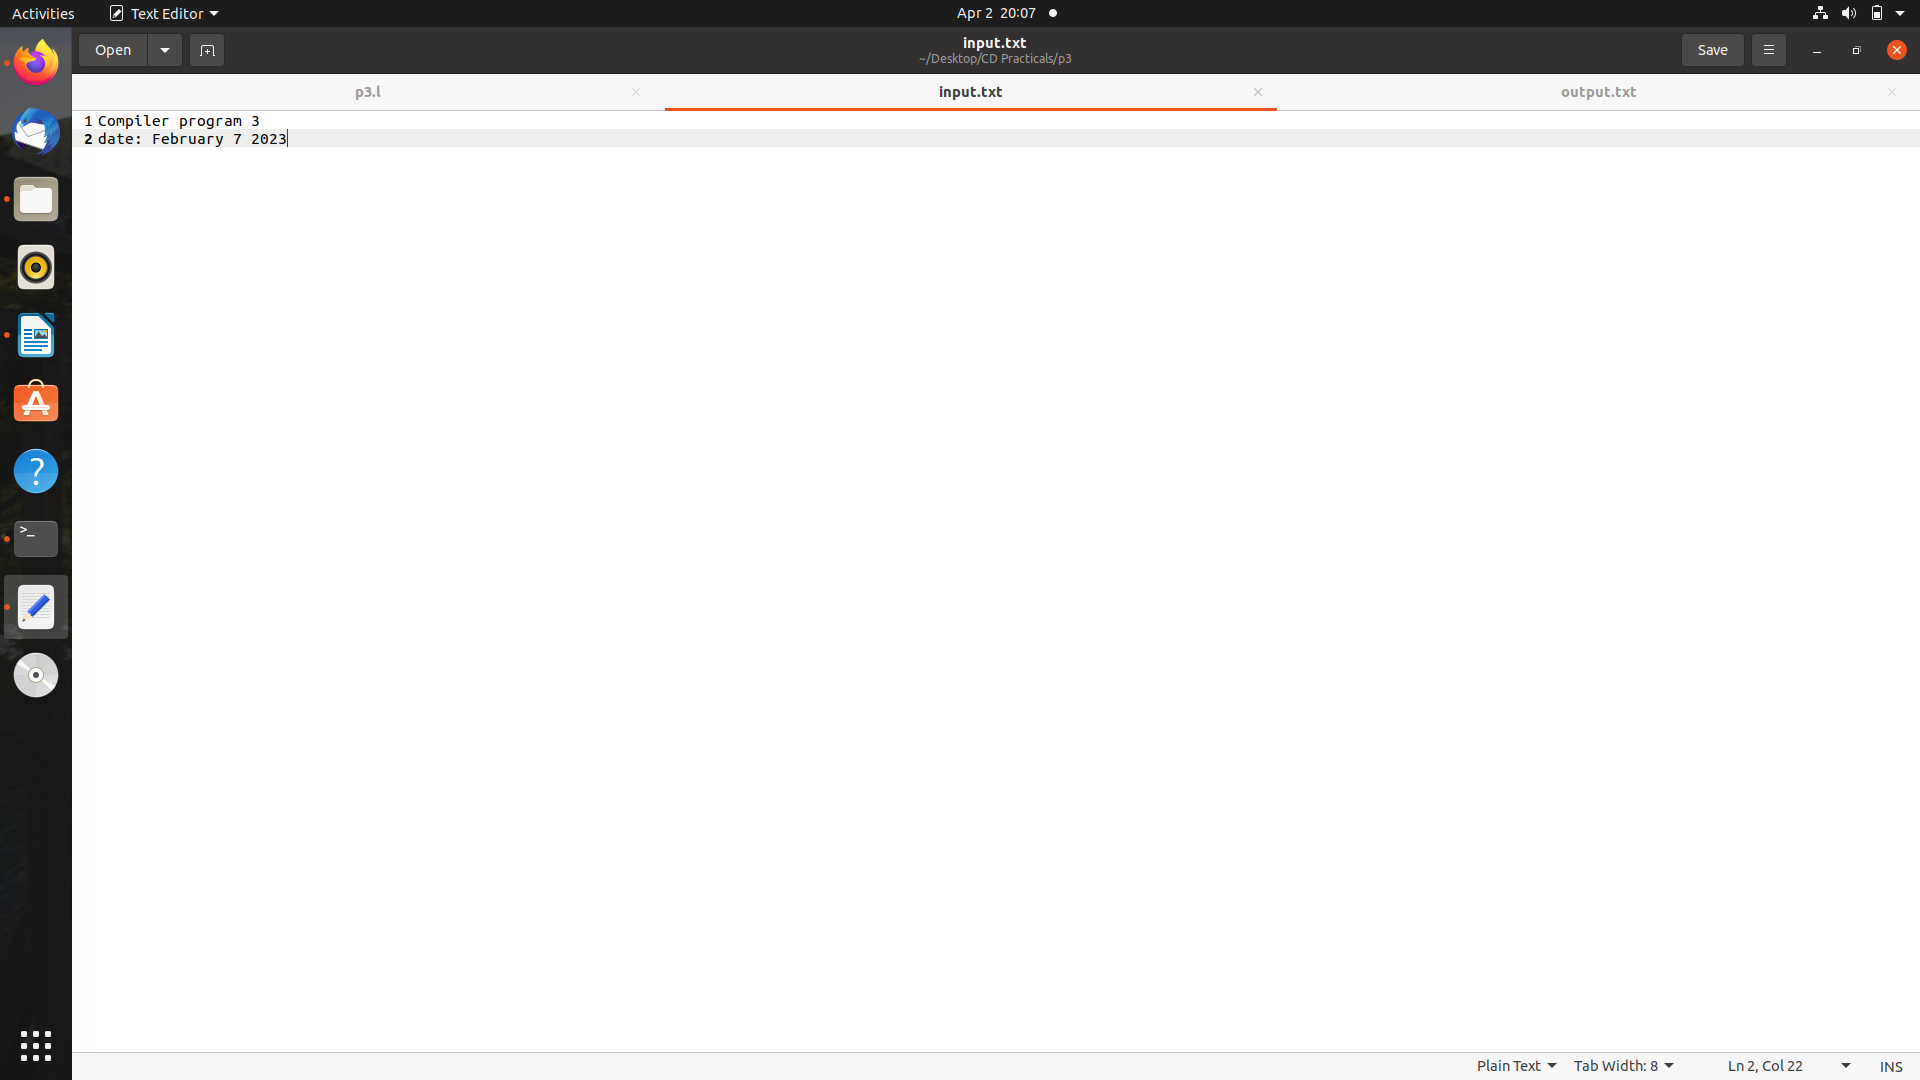 Activities Text Editor Apr 2 20:07
Open input.txt Save
~/Desktop/CD Practicals/p3
p3.l input.txt output.txt
1 Compiler program 3
2 date: February 7 2023
Plain Text Tab Width: 8 Ln 2, Col 22 INS